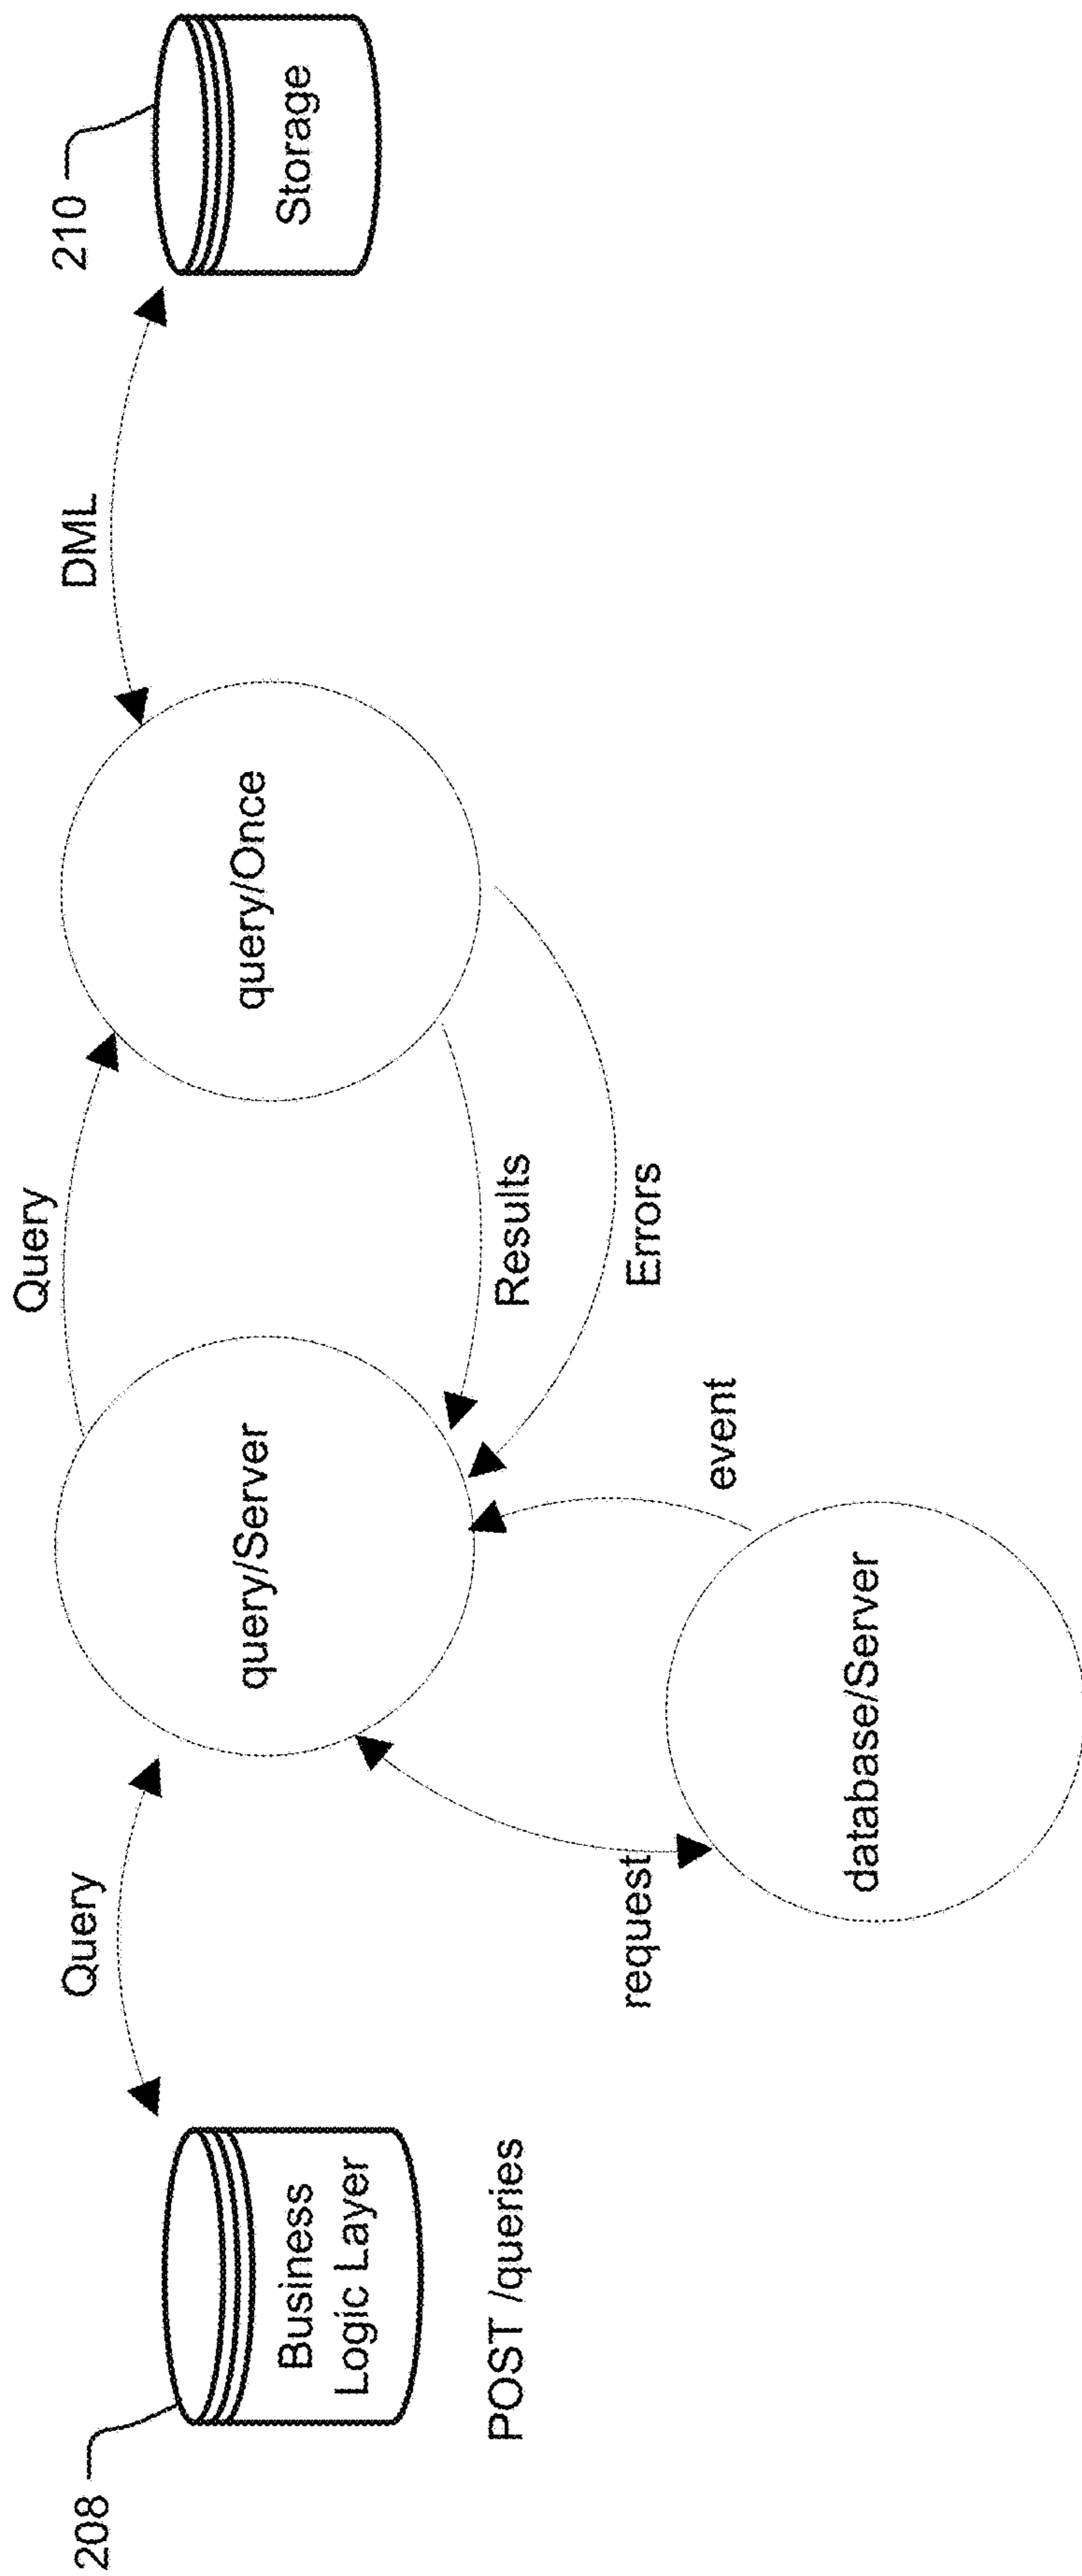 208
Business
Logic Layer
POST /queries
Query
query/Server
request
database/Server
event
Query
Results
Errors
query/Once
DML
210
Storage